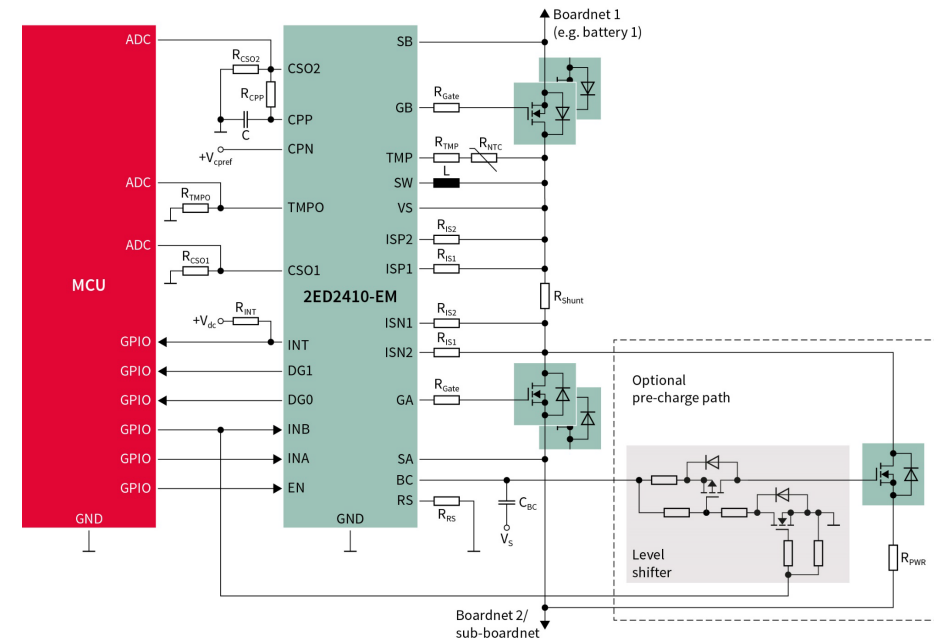 Boardnet 1
(e.g. battery 1)
ADC
SB
RCSO2
CSO2
RCPP
RGate
GB
CPP
C
CPN
+Vcpref
RTMP
RNTC
TMP
L
ADC
SW
RTMPO
TMPO
VS
RIS2
ISP2
ADC
RIS1
ISP1
RCSO1
CSO1
MCU
2ED2410-EM
RShunt
RINT
+Vdc
RIS2
ISN1
GPIO
INT
RIS1
ISN2
GPIO
DG1
Optional
pre-charge path
RGate
GPIO
DG0
GA
GPIO
INB
GPIO
INA
SA
BC
GPIO
EN
RS
CBC
RRS
GND
GND
VS
Level
shifter
RPWR
Boardnet 2/
sub-boardnet